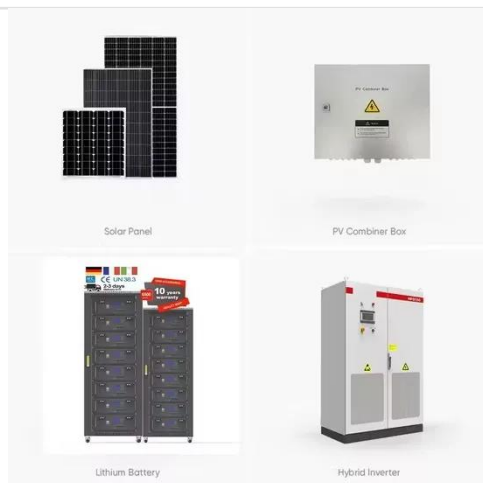 PV Combiner Box
Solar Panel
PV Combiner Box
CE UN38.3
2-3 days
10 years
warranty
Lithium Battery
Hybrid Inverter